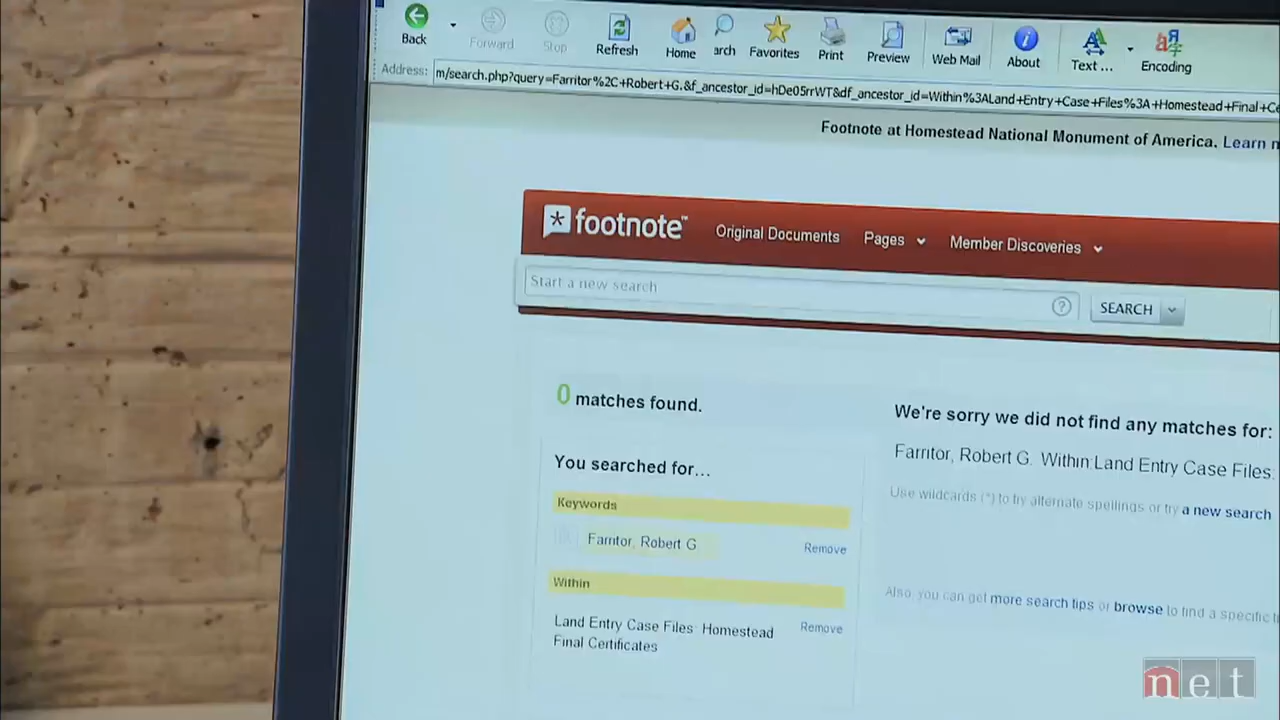 Back
Forward
Stop
Refresh
Home
arch
Favorites
Print
Preview
Web Mail
About
Text ...
Encoding
Address: m/search.php?query=Farritor%2C+Robert+G.&f_ancestor_id=hDe05rrWT&df_ancestor_id=Within%3ALand+Entry+Case+Files%3A+Homestead+Final+Ce
Footnote at Homestead National Monument of America. Learn m
* footnote™ Original Documents Pages Member Discoveries
Start a new search ? SEARCH
0 matches found.
We're sorry we did not find any matches for:
Farritor, Robert G. Within:Land Entry Case Files:
Use wildcards (*) to try alternate spellings or try a new search
Also, you can get more search tips or browse to find a specific ti
You searched for...
Keywords
Farritor, Robert G Remove
Within
Land Entry Case Files: Homestead Remove
Final Certificates
net